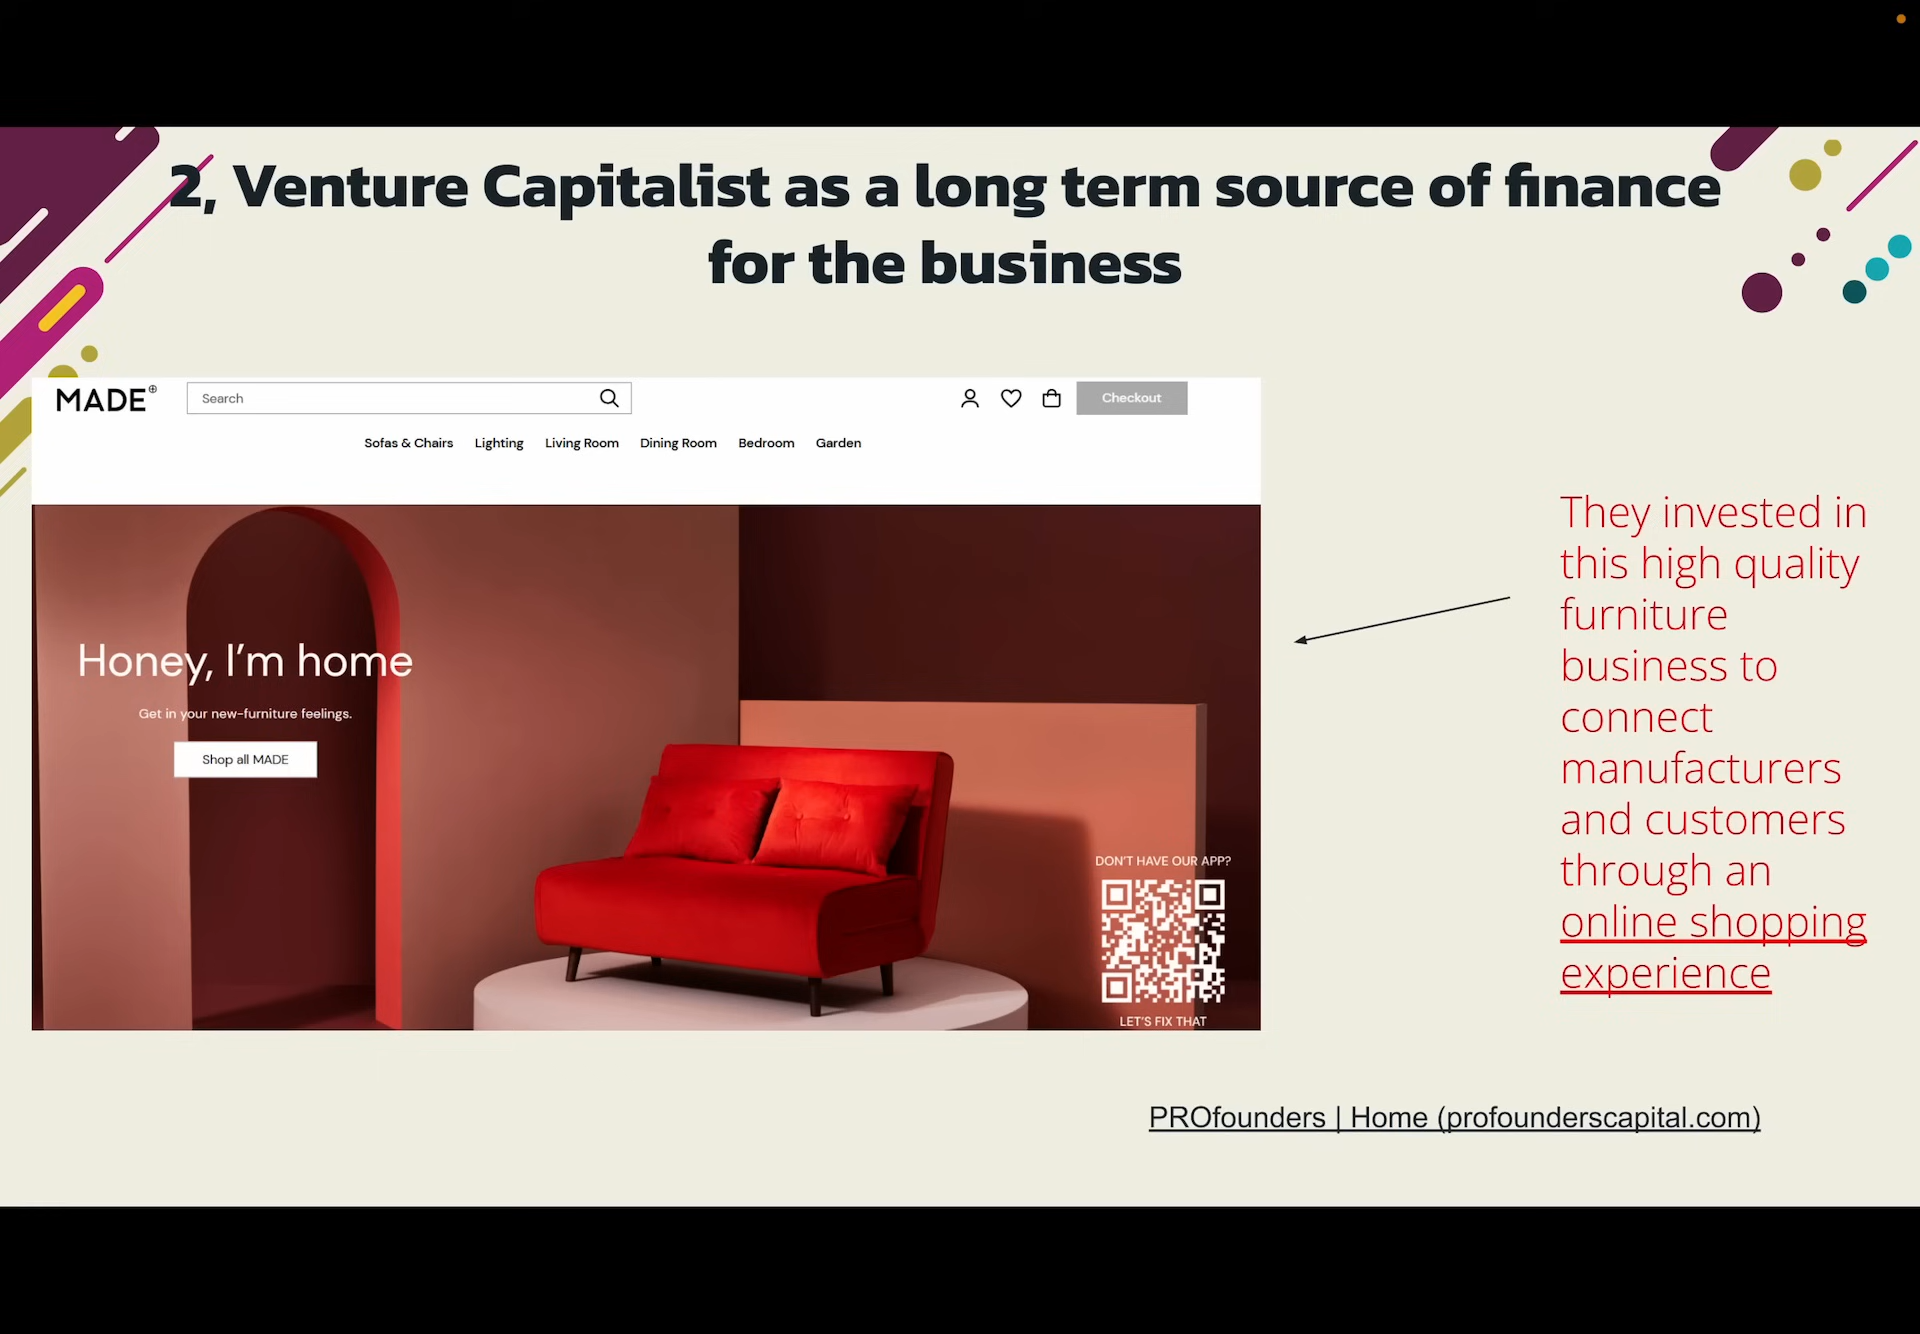 2, Venture Capitalist as a long term source of finance
for the business
MADE
Search
Checkout
Sofas & Chairs Lighting Living Room Dining Room Bedroom Garden
Honey, I'm home
Get in your new-furniture feelings.
Shop all MADE
DON'T HAVE OUR APP?
LET'S FIX THAT
They invested in
this high quality
furniture
business to
connect
manufacturers
and customers
through an
online shopping
experience
PROfounders | Home (profounderscapital.com)